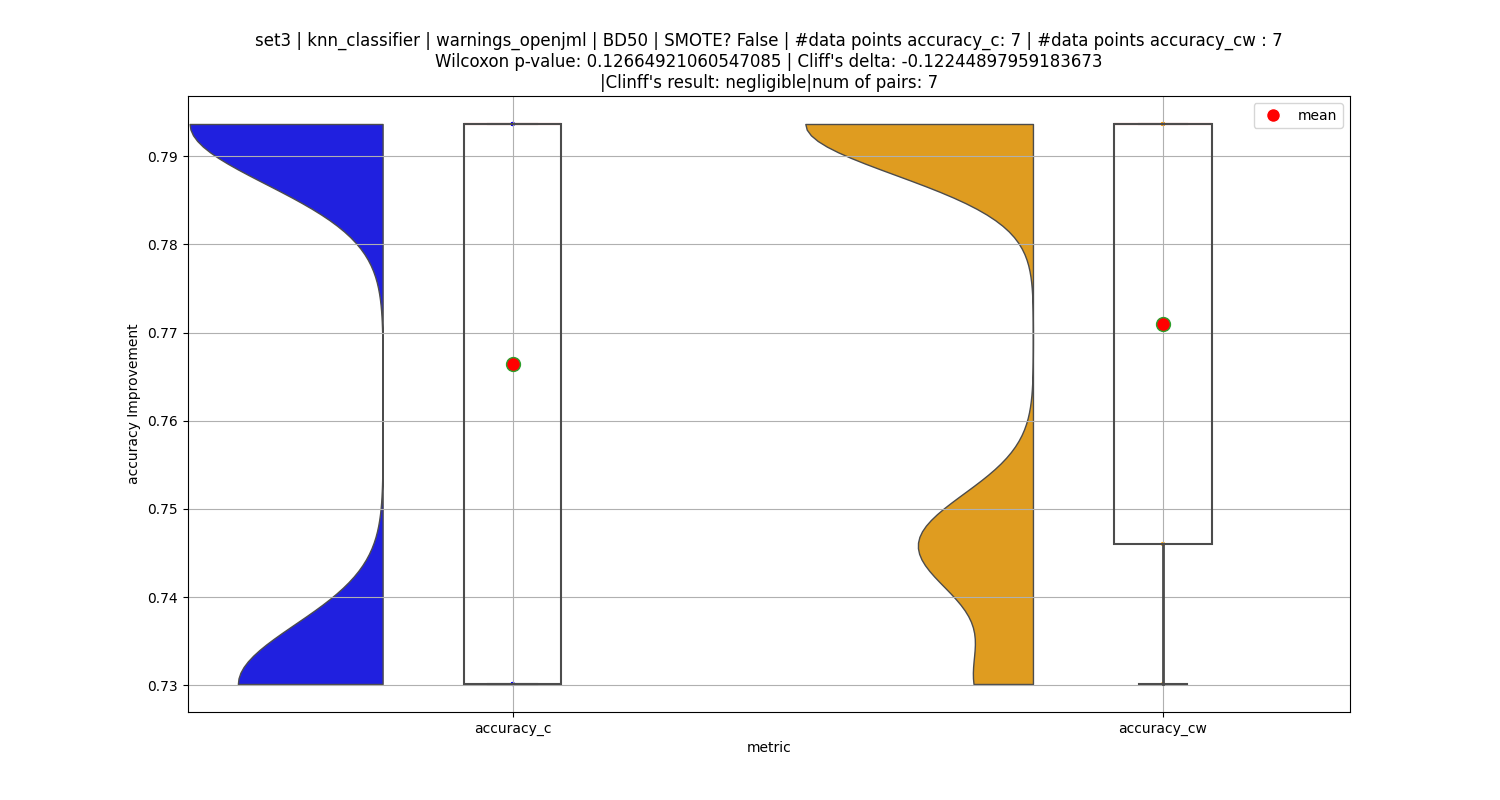 set3 | knn_classifier | warnings_openjml | BD50 | SMOTE? False | #data points accuracy_c: 7 | #data points accuracy_cw : 7
Wilcoxon p-value: 0.12664921060547085 | Cliff's delta: -0.12244897959183673
|Clinff's result: negligible|num of pairs: 7
mean
0.79
0.78
0.77
0.76
0.75
0.74
0.73
accuracy Improvement
accuracy_c
accuracy_cw
metric